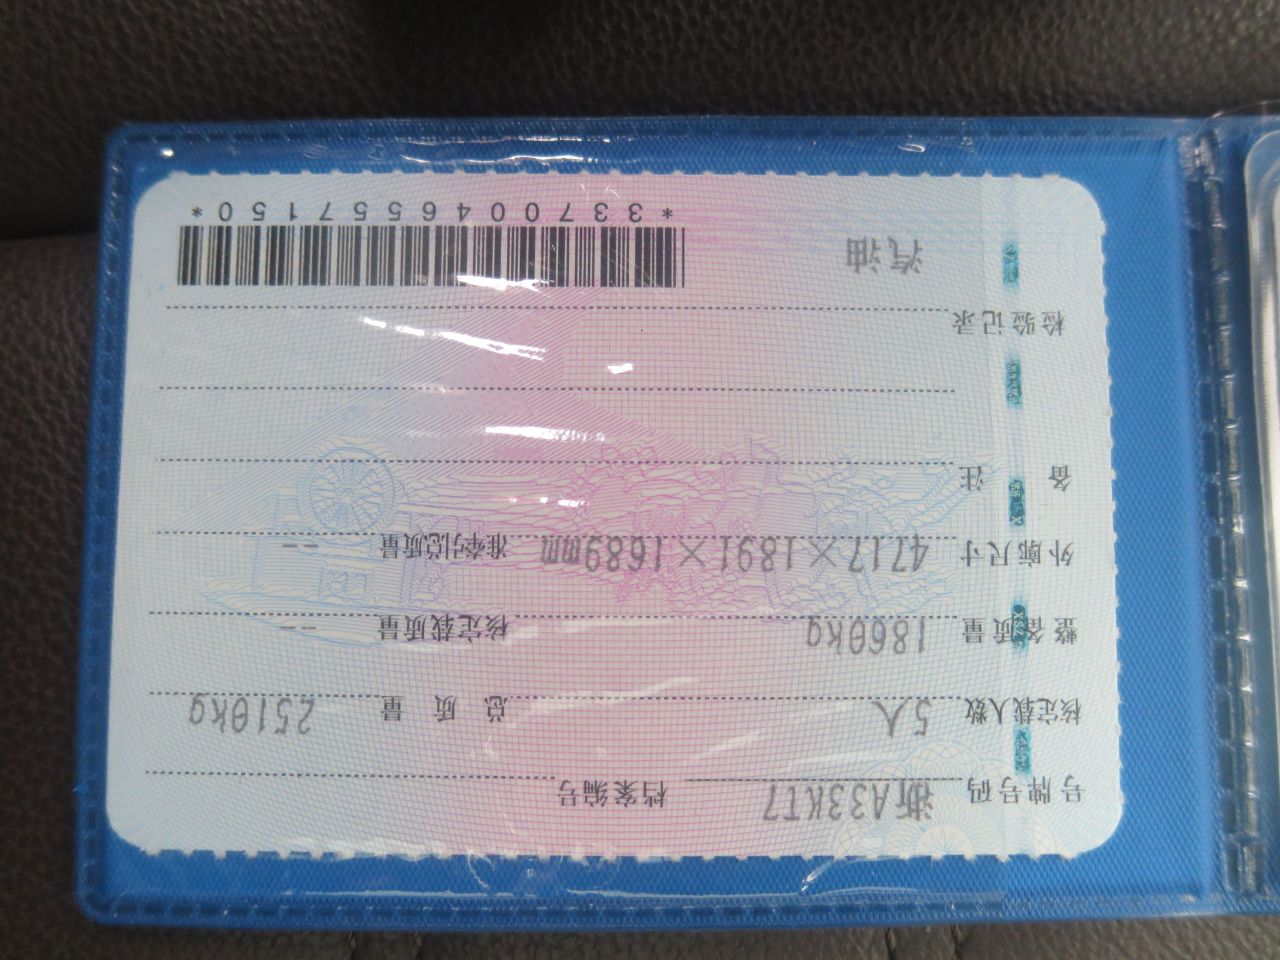 号牌号码 浙A33KT7 档案编号
核定载人数 5人 总质量 2510kg
整备质量 1860kg 核定载质量 --
外廓尺寸 4717×1891×1689mm 准牵引总质量 --
备注
检验记录
汽油 *3370046557150*